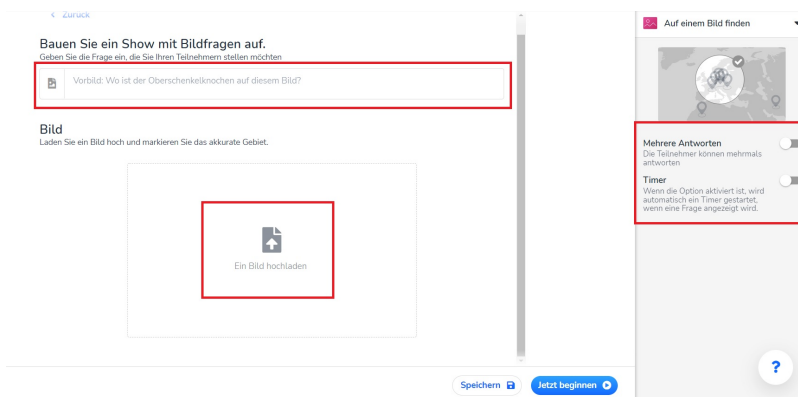 Zurück
Bauen Sie ein Show mit Bildfragen auf.
Geben Sie die Frage ein, die Sie Ihren Teilnehmern stellen möchten
Vorbild: Wo ist der Oberschenkelknochen auf diesem Bild?
Bild
Laden Sie ein Bild hoch und markieren Sie das akkurate Gebiet.
Ein Bild hochladen
Speichern
Jetzt beginnen
Auf einem Bild finden
Mehrere Antworten
Die Teilnehmer können mehrmals
antworten
Timer
Wenn die Option aktiviert ist, wird
automatisch ein Timer gestartet,
wenn eine Frage angezeigt wird.
?